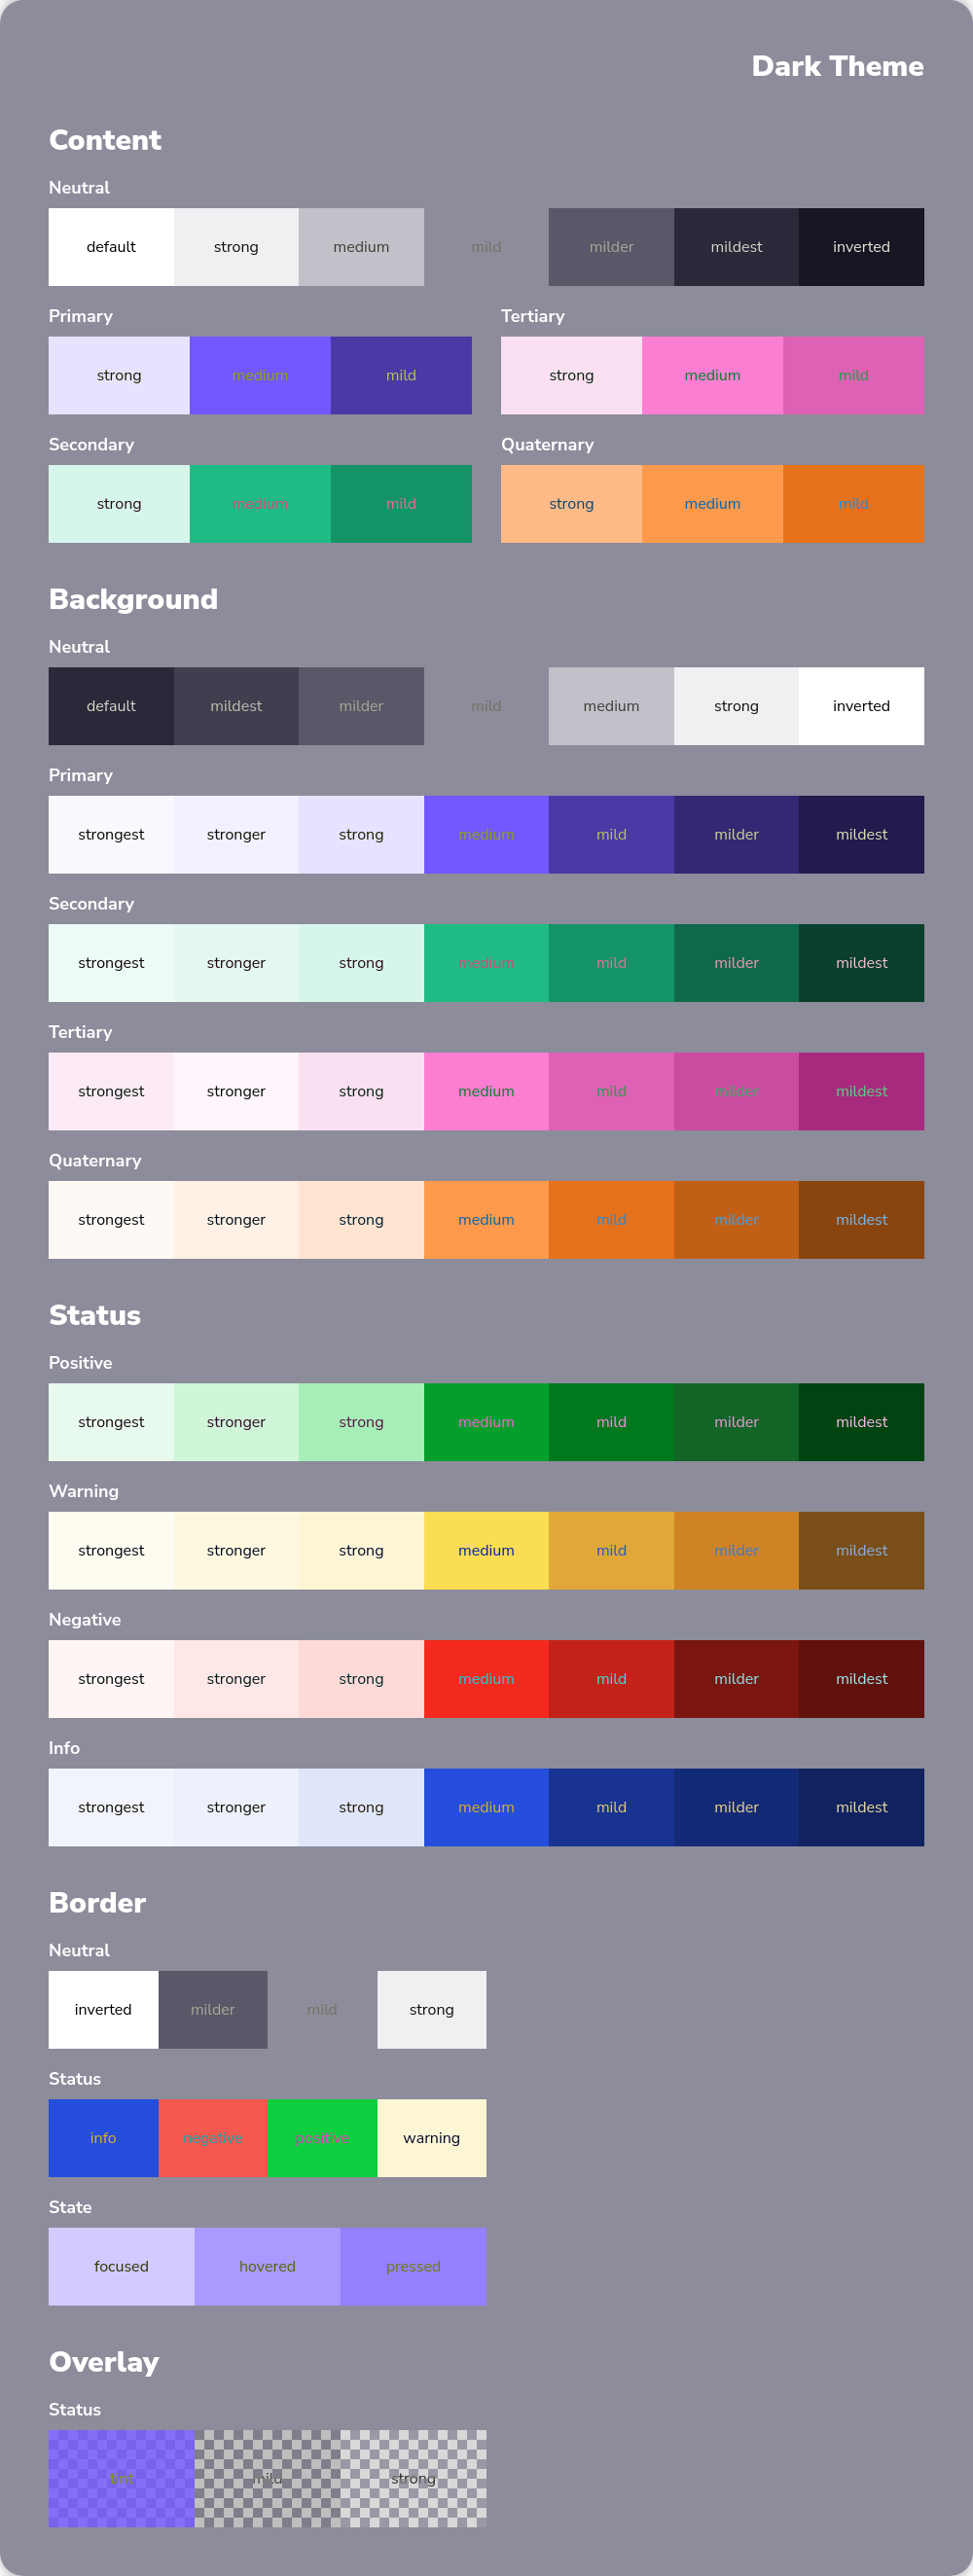 Dark Theme
Content
Neutral
default strong medium mild milder mildest inverted
Primary Tertiary
strong medium mild strong medium mild
Secondary Quaternary
strong medium mild strong medium mild
Background
Neutral
default mildest milder mild medium strong inverted
Primary
strongest stronger strong medium mild milder mildest
Secondary
strongest stronger strong medium mild milder mildest
Tertiary
strongest stronger strong medium mild milder mildest
Quaternary
strongest stronger strong medium mild milder mildest
Status
Positive
strongest stronger strong medium mild milder mildest
Warning
strongest stronger strong medium mild milder mildest
Negative
strongest stronger strong medium mild milder mildest
Info
strongest stronger strong medium mild milder mildest
Border
Neutral
inverted milder mild strong
Status
info negative positive warning
State
focused hovered pressed
Overlay
Status
tint mild strong